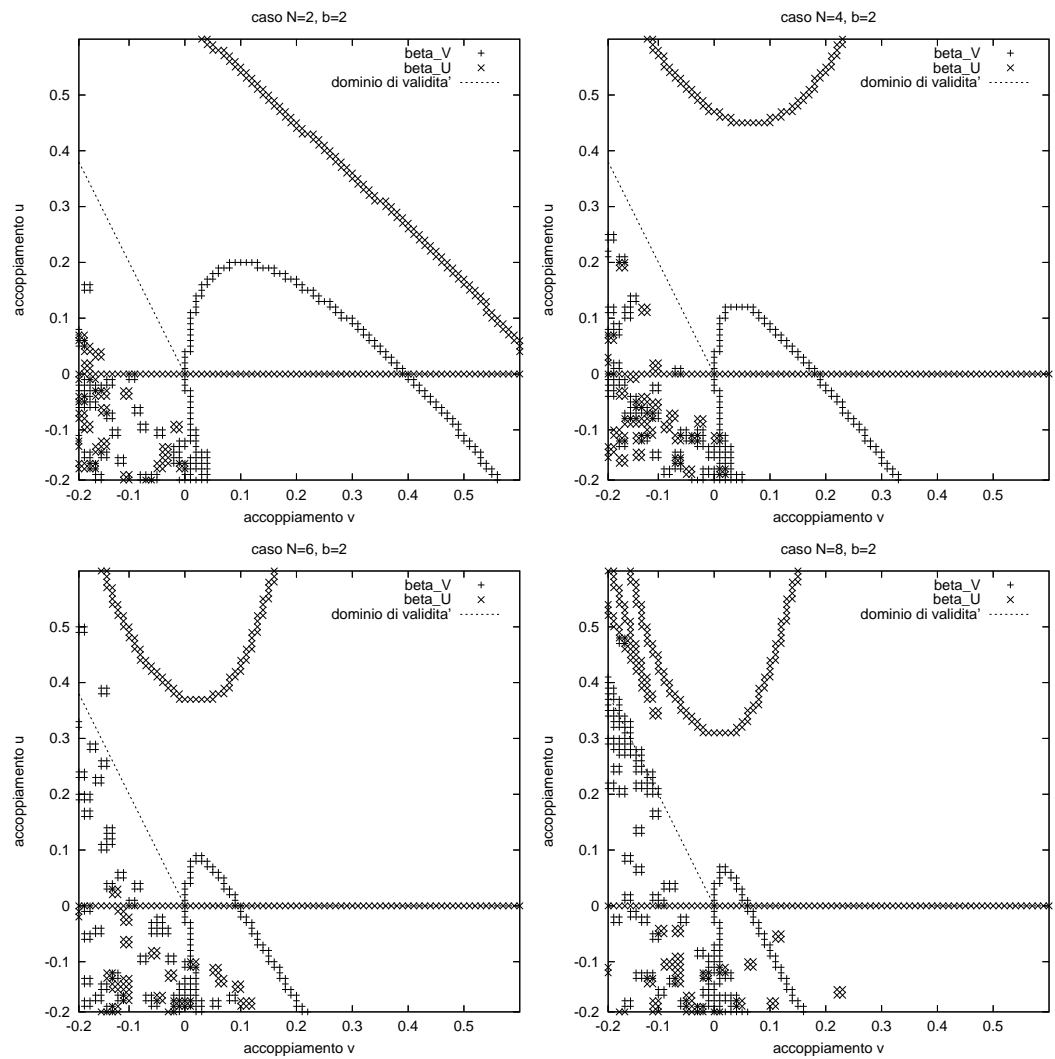 caso N=2, b=2
beta_V
beta_U
dominio di validita'
accoppiamento u
0.5
0.4
0.3
0.2
0.1
0
-0.1
-0.2
-0.2 -0.1 0 0.1 0.2 0.3 0.4 0.5
accoppiamento v
caso N=4, b=2
beta_V
beta_U
dominio di validita'
accoppiamento u
0.5
0.4
0.3
0.2
0.1
0
-0.1
-0.2
-0.2 -0.1 0 0.1 0.2 0.3 0.4 0.5
accoppiamento v
caso N=6, b=2
beta_V
beta_U
dominio di validita'
accoppiamento u
0.5
0.4
0.3
0.2
0.1
0
-0.1
-0.2
-0.2 -0.1 0 0.1 0.2 0.3 0.4 0.5
accoppiamento v
caso N=8, b=2
beta_V
beta_U
dominio di validita'
accoppiamento u
0.5
0.4
0.3
0.2
0.1
0
-0.1
-0.2
-0.2 -0.1 0 0.1 0.2 0.3 0.4 0.5
accoppiamento v